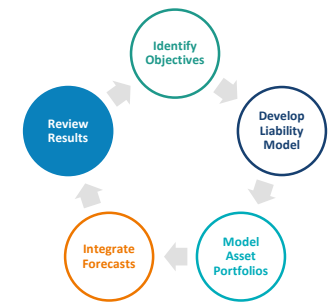 Identify
Objectives
Develop
Liability
Model
Model
Asset
Portfolios
Integrate
Forecasts
Review
Results